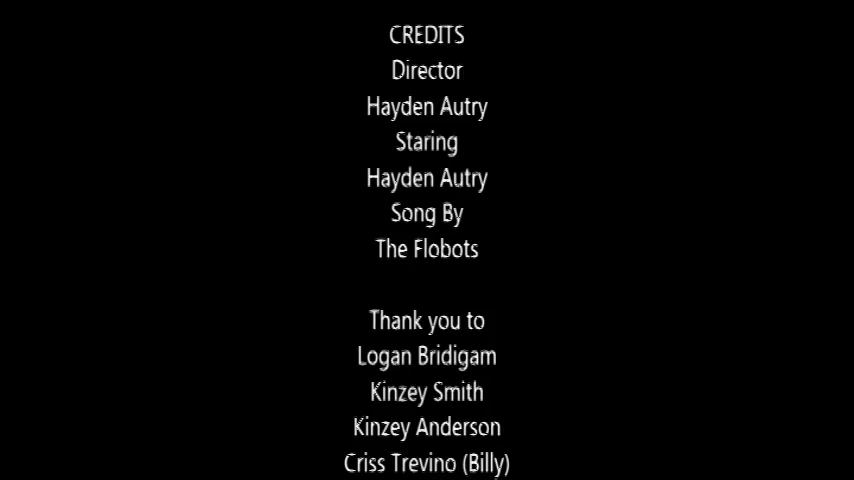 CREDITS
Director
Hayden Autry
Staring
Hayden Autry
Song By
The Flobots
Thank you to
Logan Bridigam
Kinzey Smith
Kinzey Anderson
Criss Trevino (Billy)